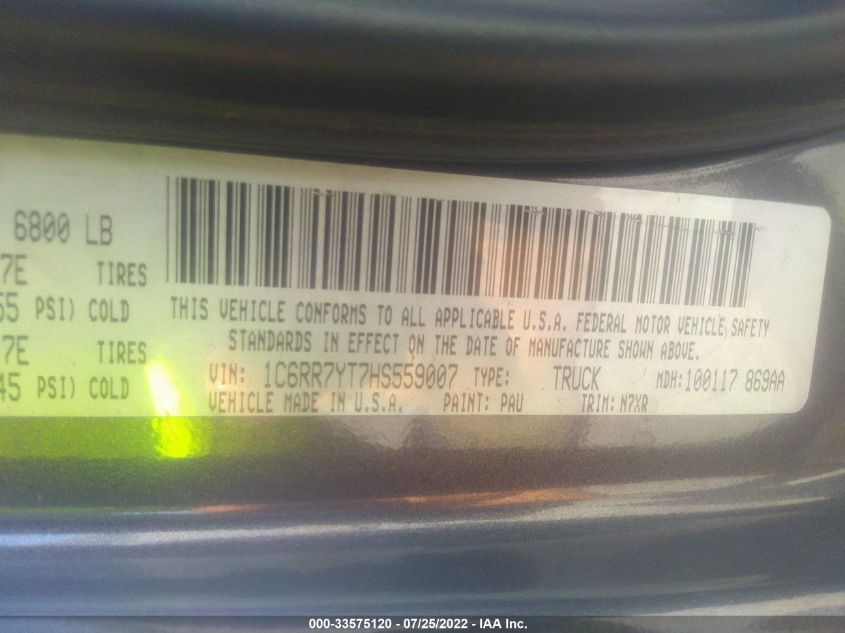 6800 LB
7E TIRES
55 PSI) COLD
7E TIRES
45 PSI) COLD
THIS VEHICLE CONFORMS TO ALL APPLICABLE U.S.A. FEDERAL MOTOR VEHICLE SAFETY
STANDARDS IN EFFECT ON THE DATE OF MANUFACTURE SHOWN ABOVE.
VIN: 1C6RR7YT7HS559007 TYPE: TRUCK MDH: 100117 869AA
VEHICLE MADE IN U.S.A. PAINT: PAU TRIM: N7XR
000-33575120 - 07/25/2022 - IAA Inc.